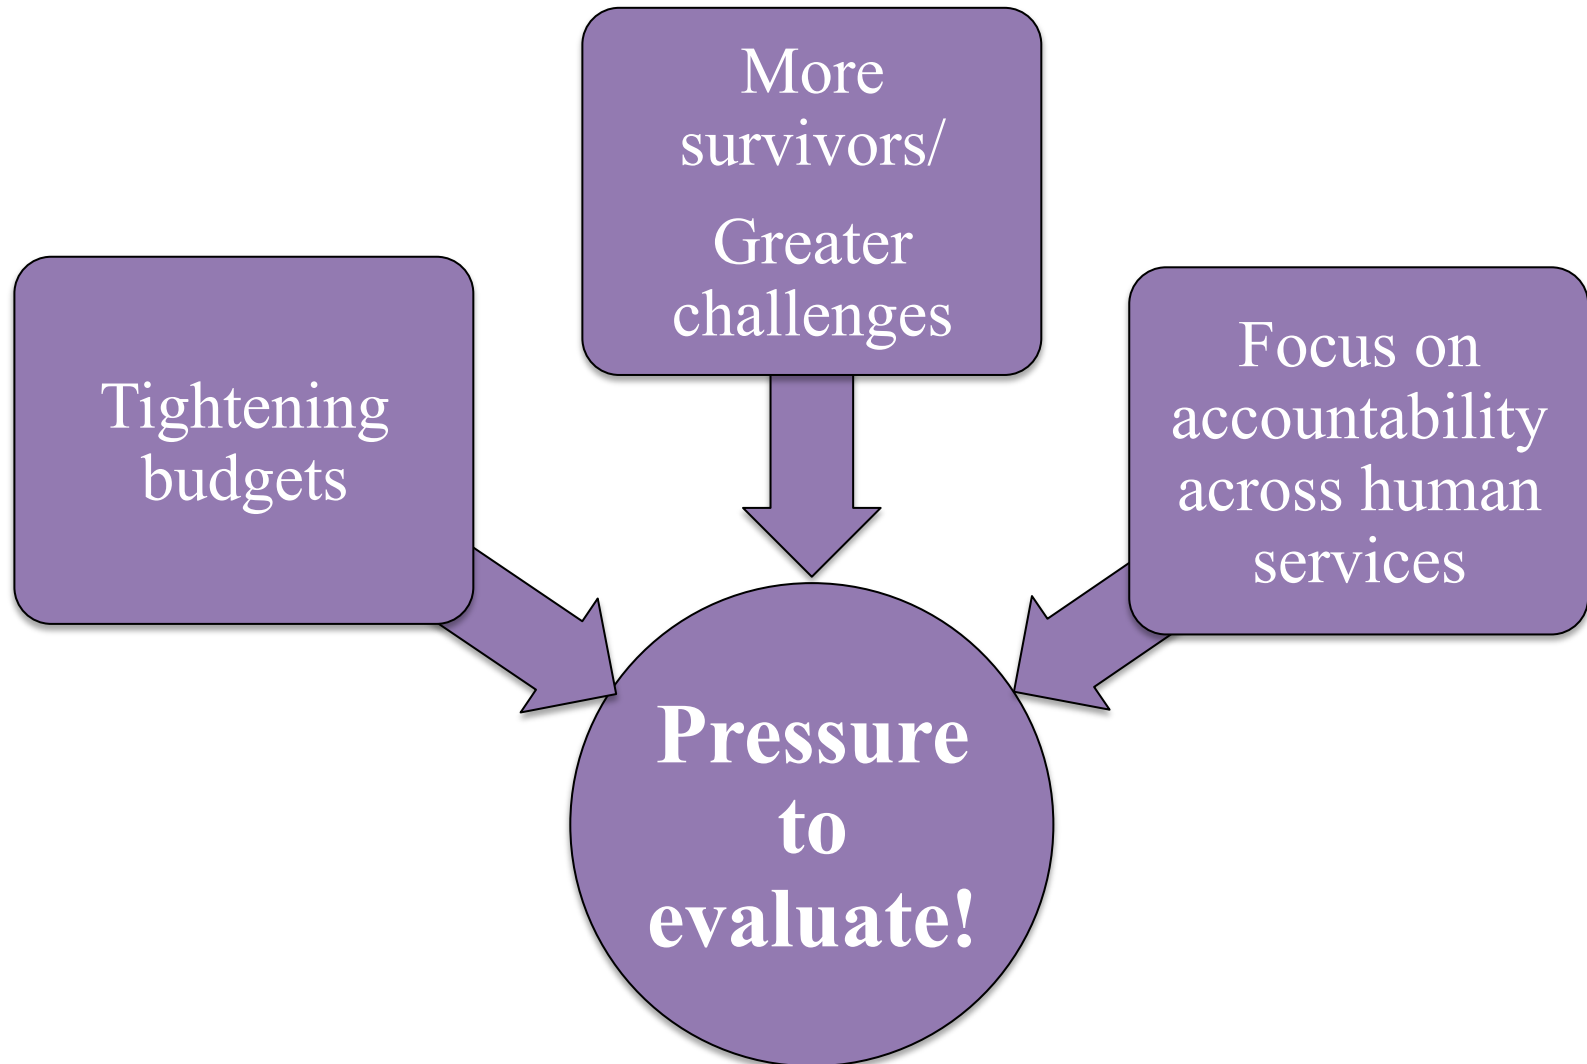 More
survivors/
Greater
challenges
Tightening
budgets
Focus on
accountability
across human
services
Pressure
to
evaluate!